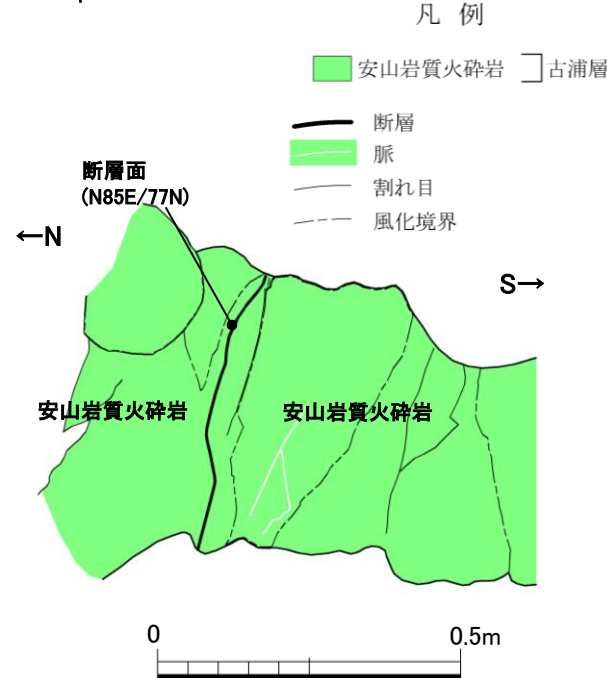 凡 例
安山岩質火砕岩 古浦層
断層
脈
割れ目
風化境界
断層面
(N85E/77N)
←N
S→
安山岩質火砕岩
安山岩質火砕岩
0 0.5m